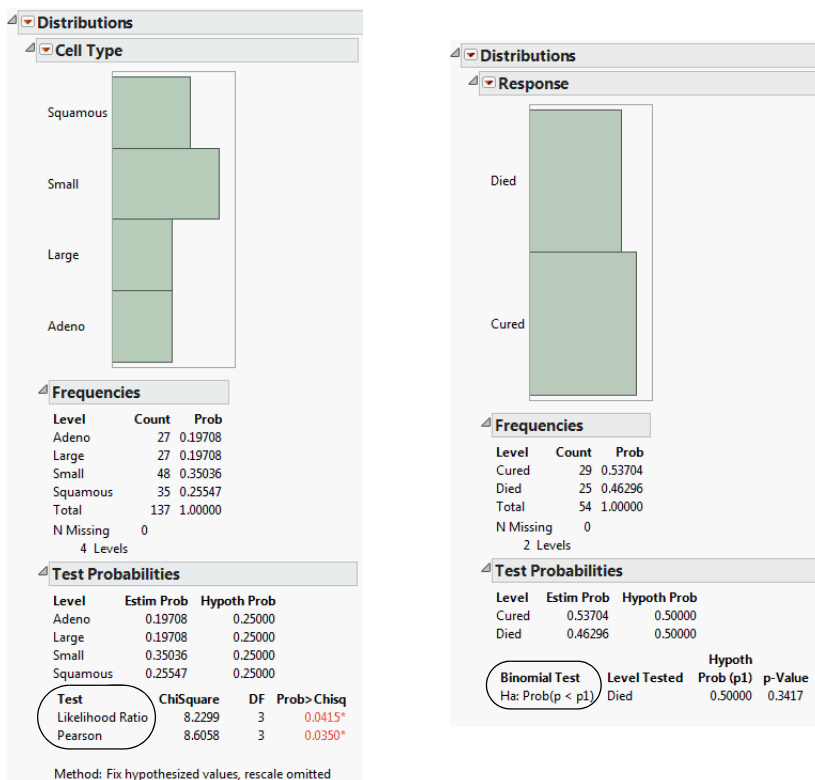 Distributions
Cell Type
Squamous
Small
Large
Adeno
Frequencies
Level Count Prob
Adeno 27 0.19708
Large 27 0.19708
Small 48 0.35036
Squamous 35 0.25547
Total 137 1.00000
N Missing 0
4 Levels
Test Probabilities
Level Estim Prob Hypoth Prob
Adeno 0.19708 0.25000
Large 0.19708 0.25000
Small 0.35036 0.25000
Squamous 0.25547 0.25000
Test ChiSquare DF Prob>Chisq
Likelihood Ratio 8.2299 3 0.0415*
Pearson 8.6058 3 0.0350*
Method: Fix hypothesized values, rescale omitted
Distributions
Response
Died
Cured
Frequencies
Level Count Prob
Cured 29 0.53704
Died 25 0.46296
Total 54 1.00000
N Missing 0
2 Levels
Test Probabilities
Level Estim Prob Hypoth Prob
Cured 0.53704 0.50000
Died 0.46296 0.50000
Hypoth
Binomial Test Level Tested Prob (p1) p-Value
Ha: Prob(p < p1) Died 0.50000 0.3417